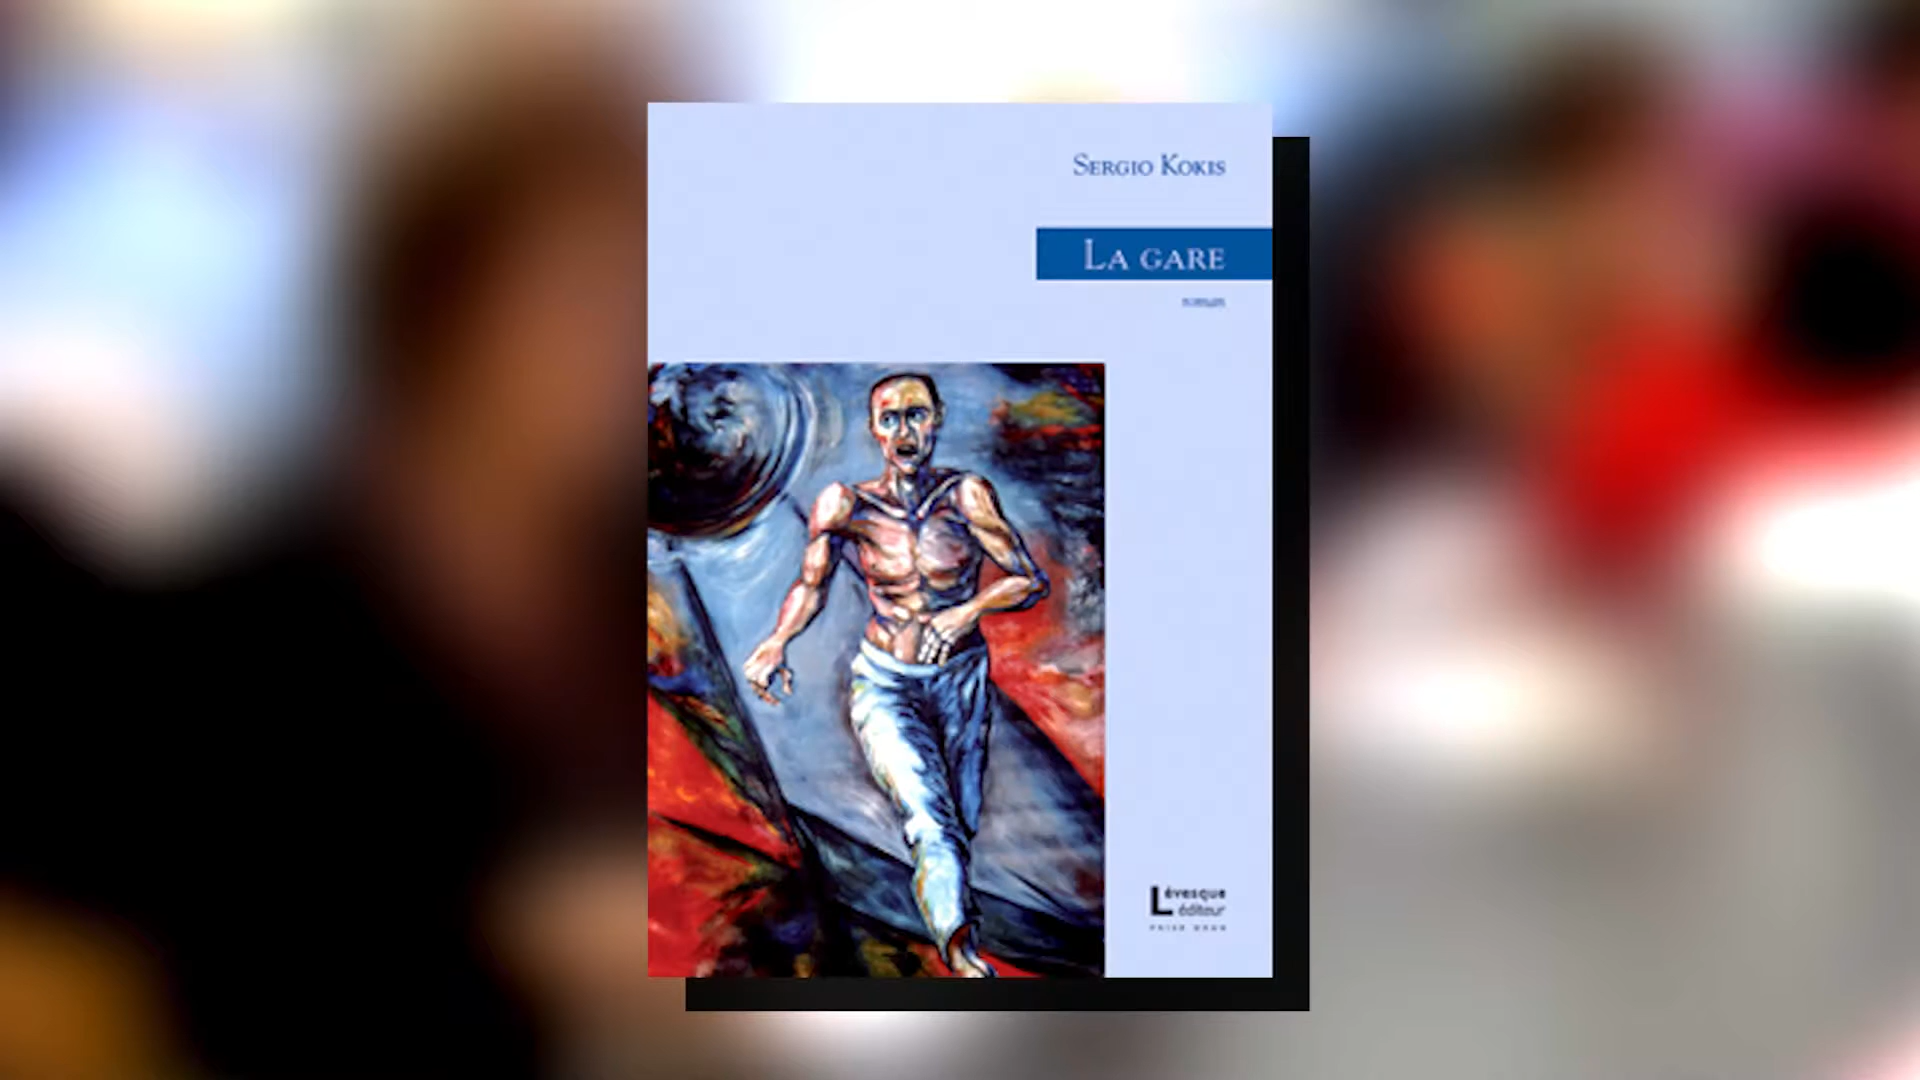 SERGIO KOKIS
LA GARE
roman
Lévesque
éditeur